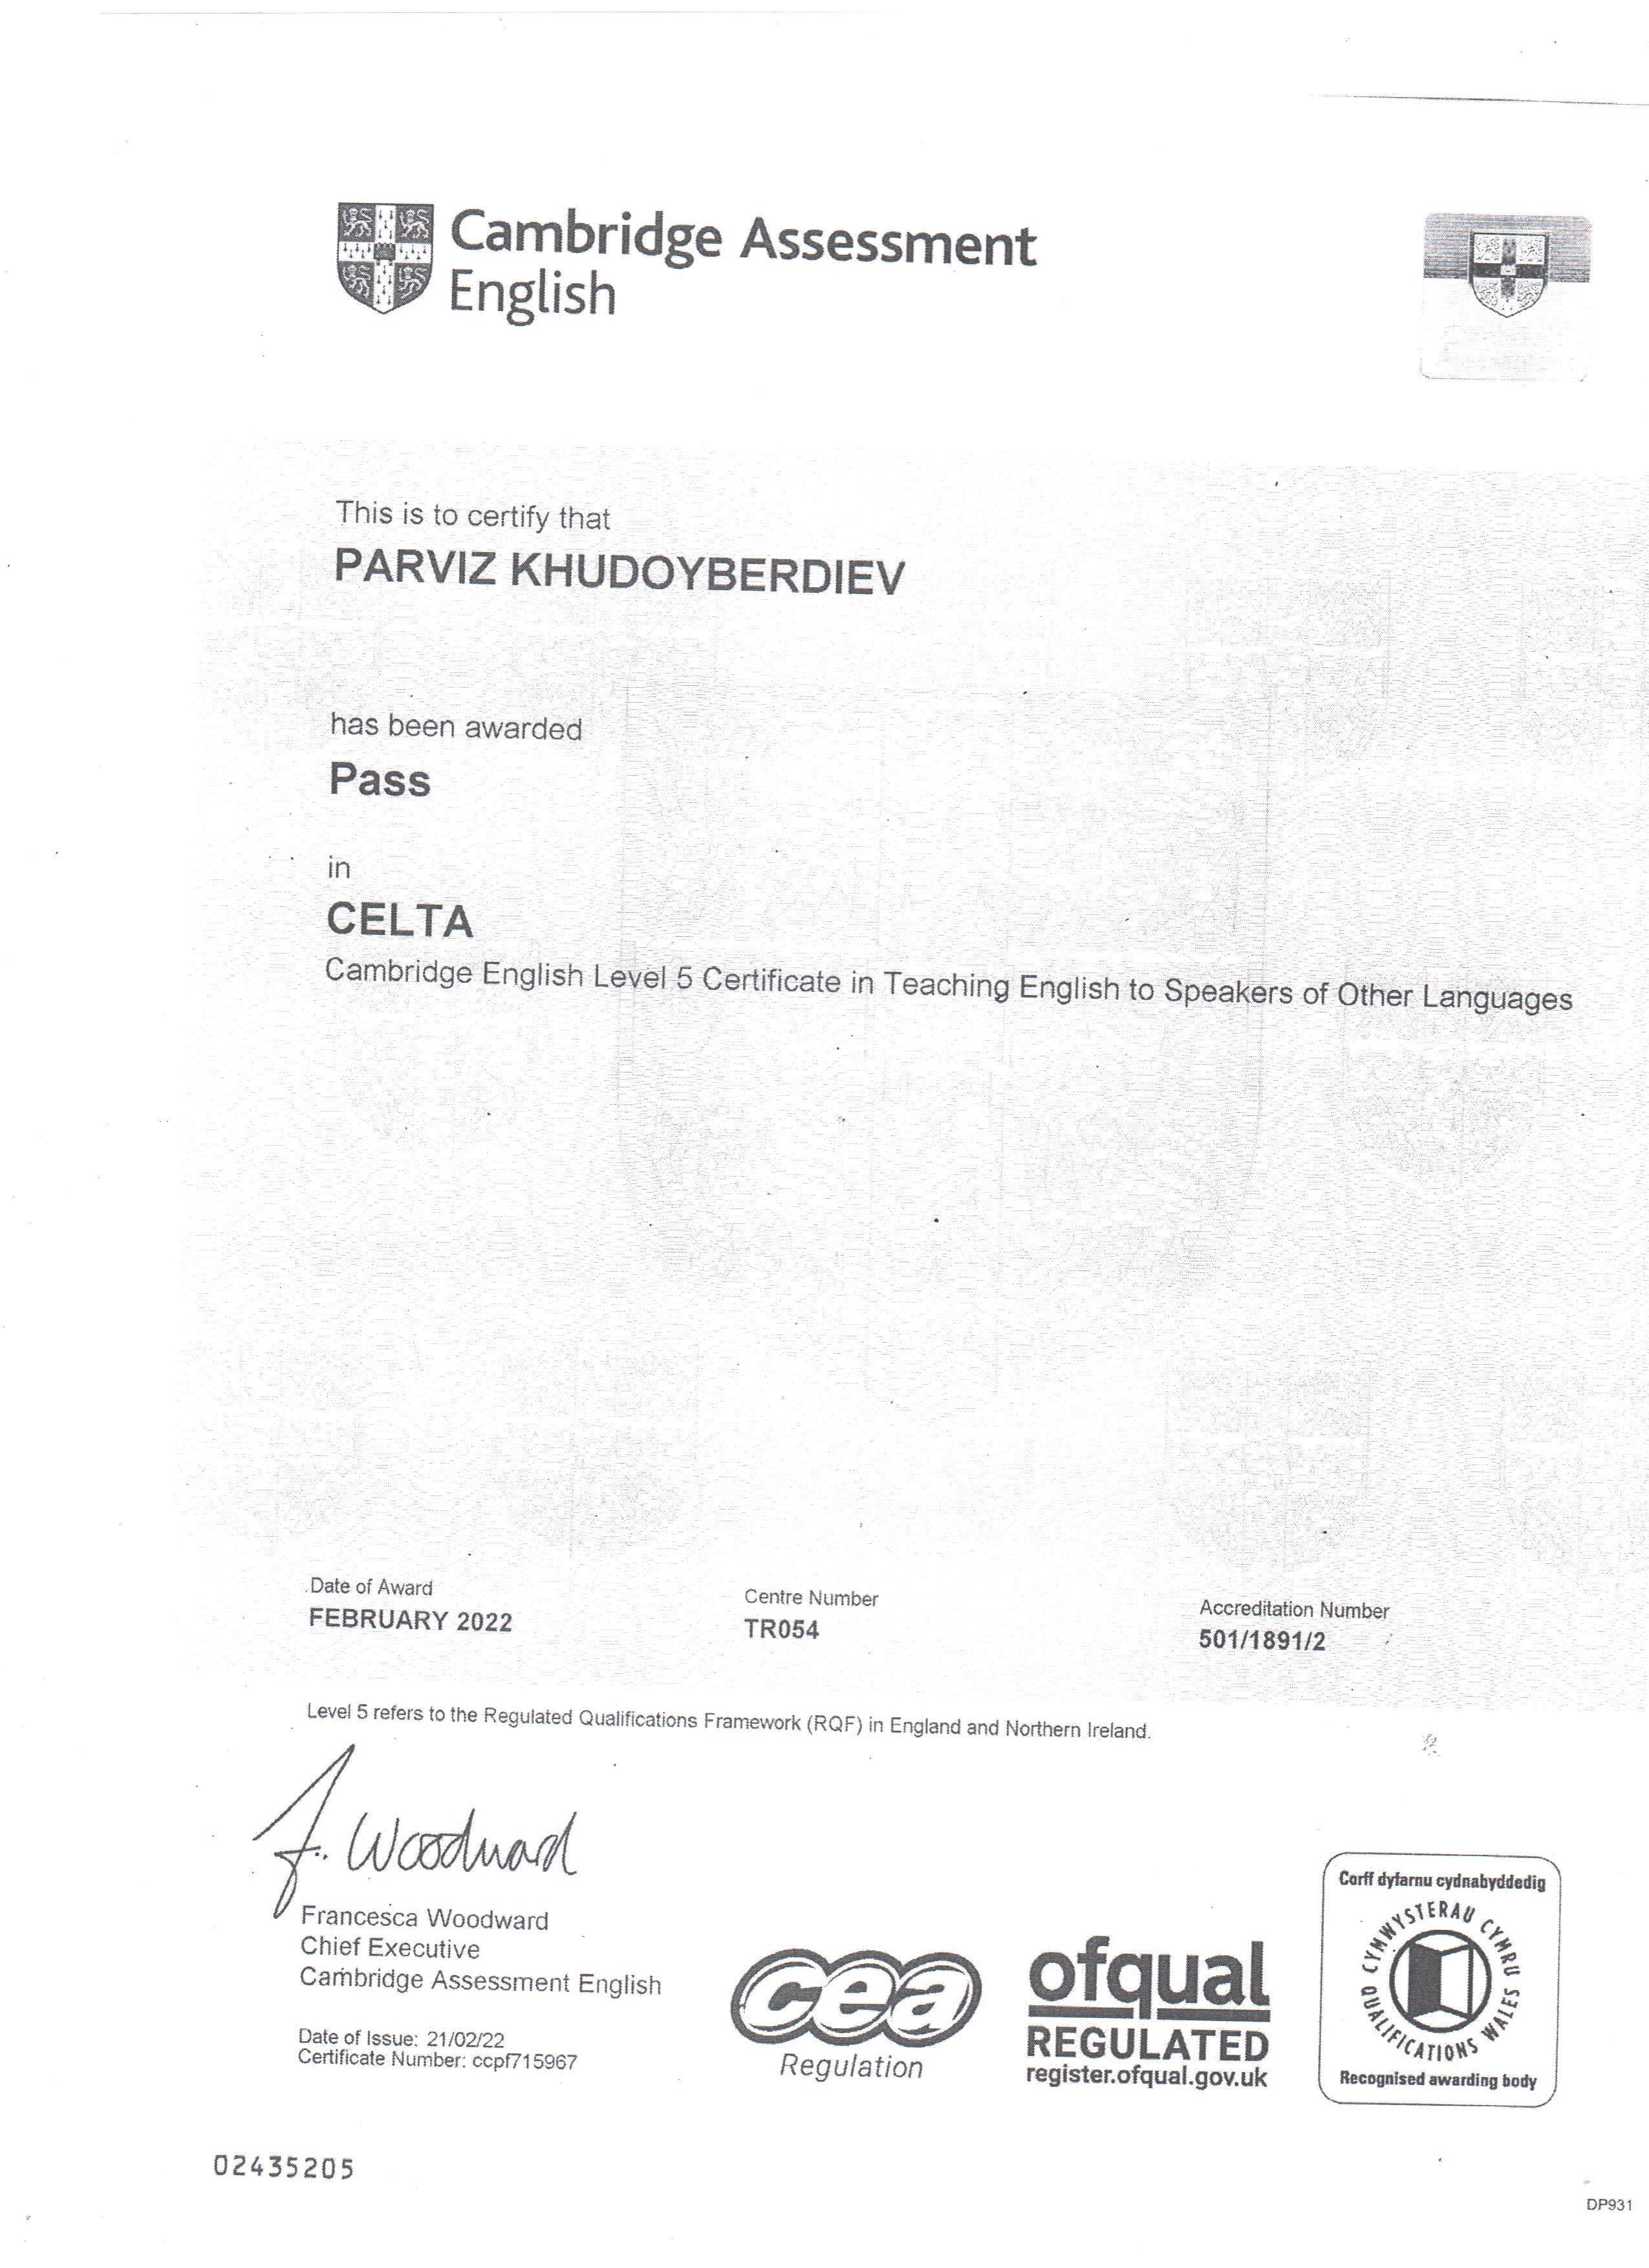 Cambridge Assessment
English
This is to certify that
PARVIZ KHUDOYBERDIEV
has been awarded
Pass
in
CELTA
Cambridge English Level 5 Certificate in Teaching English to Speakers of Other Languages
Date of Award
FEBRUARY 2022
Centre Number
TR054
Accreditation Number
501/1891/2
Level 5 refers to the Regulated Qualifications Framework (RQF) in England and Northern Ireland.
F. Woodward
Francesca Woodward
Chief Executive
Cambridge Assessment English
Date of Issue: 21/02/22
Certificate Number: ccpf715967
cea
Regulation
ofqual
REGULATED
register.ofqual.gov.uk
Corff dyfarnu cydnabyddedig
CYMWYSTERAU CYMRU
QUALIFICATIONS WALES
Recognised awarding body
02435205
DP931